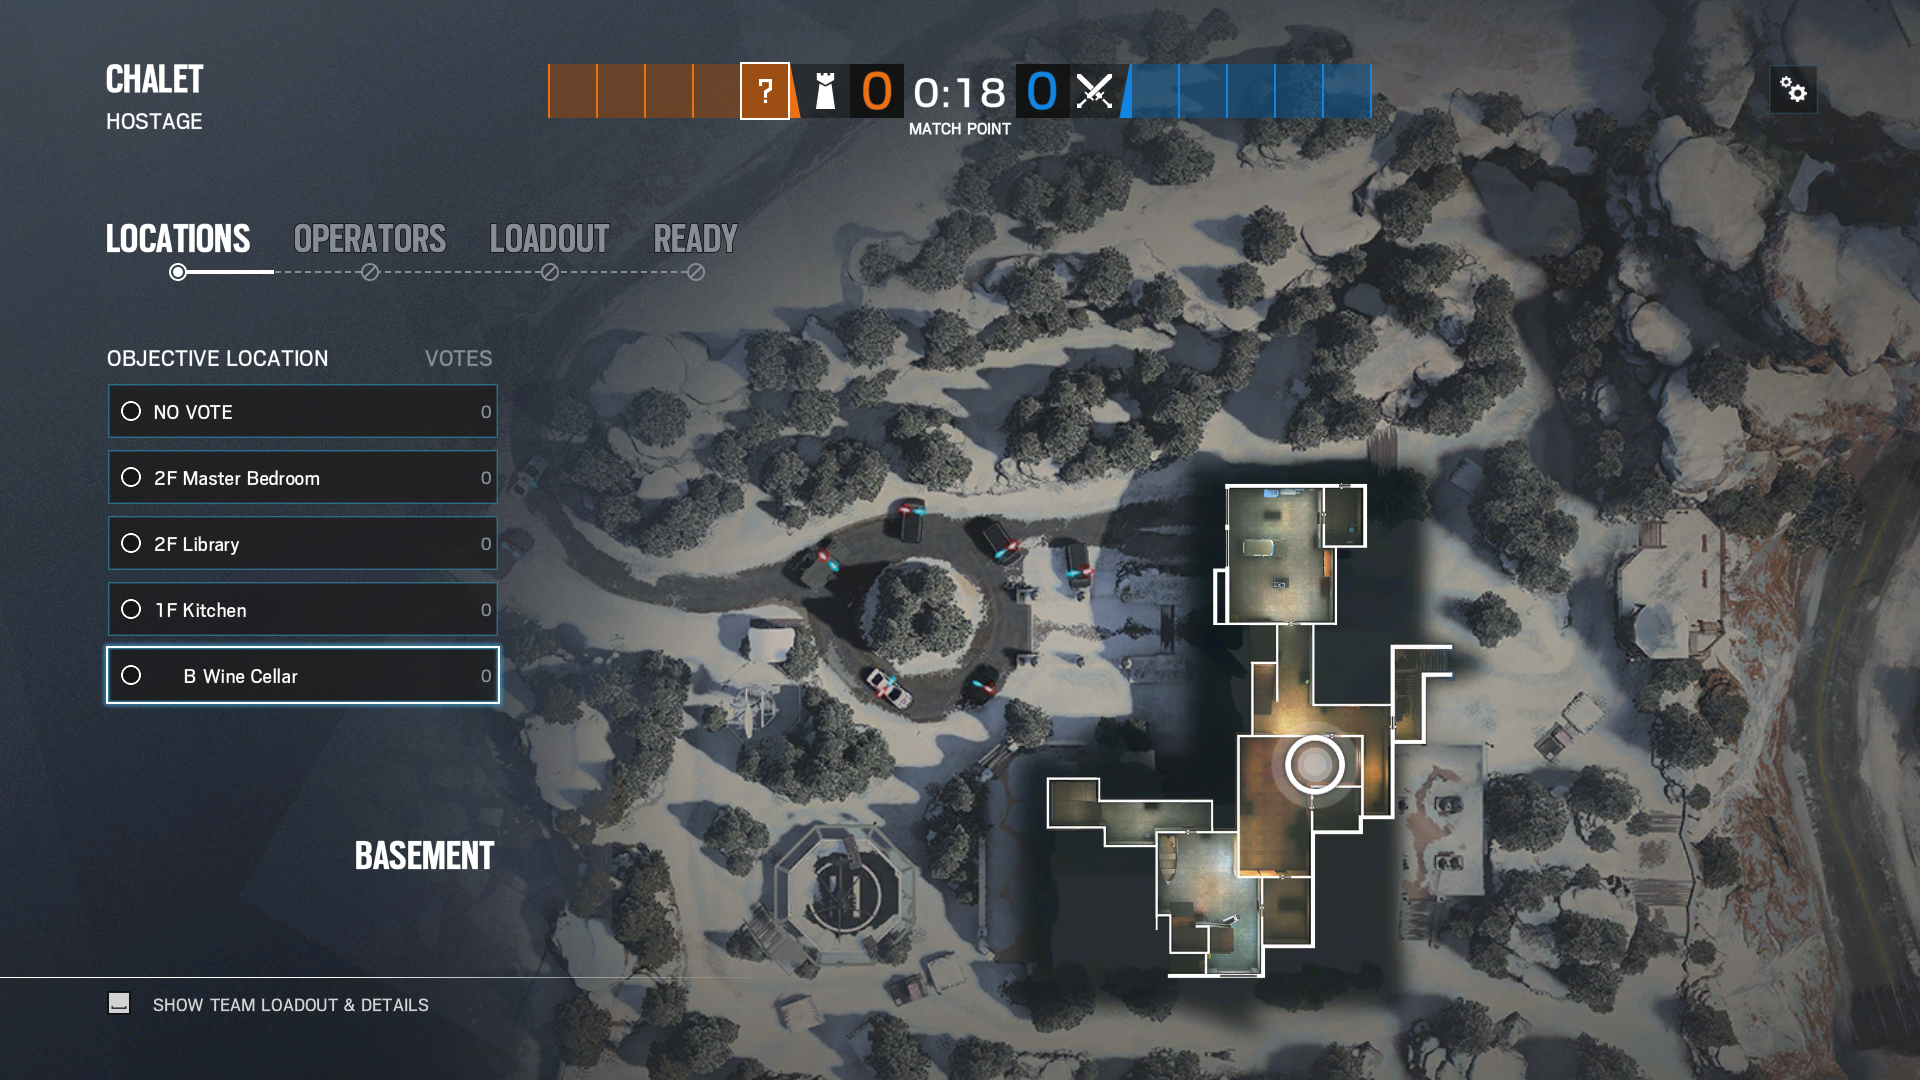 CHALET
HOSTAGE
? 0 0:18 0
MATCH POINT
LOCATIONS OPERATORS LOADOUT READY
OBJECTIVE LOCATION VOTES
NO VOTE 0
2F Master Bedroom 0
2F Library 0
1F Kitchen 0
B Wine Cellar 0
BASEMENT
SHOW TEAM LOADOUT & DETAILS